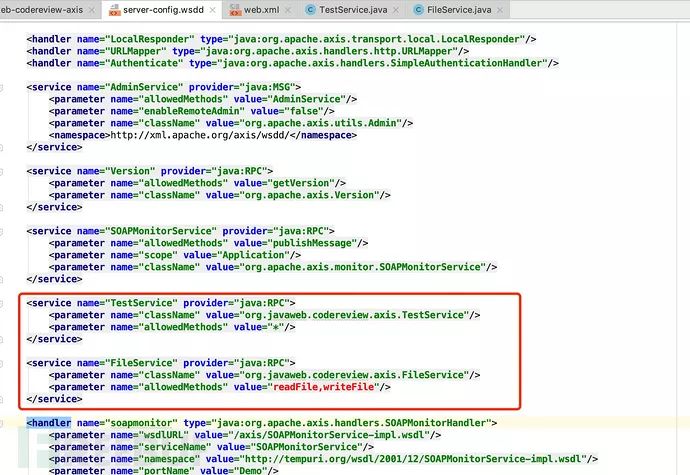 eb-codereview-axis
server-config.wsdd
web.xml
TestService.java
FileService.java
<handler name="LocalResponder" type="java:org.apache.axis.transport.local.LocalResponder"/>
<handler name="URLMapper" type="java:org.apache.axis.handlers.http.URLMapper"/>
<handler name="Authenticate" type="java:org.apache.axis.handlers.SimpleAuthenticationHandler"/>
<service name="AdminService" provider="java:MSG">
<parameter name="allowedMethods" value="AdminService"/>
<parameter name="enableRemoteAdmin" value="false"/>
<parameter name="className" value="org.apache.axis.utils.Admin"/>
<namespace>http://xml.apache.org/axis/wsdd/</namespace>
</service>
<service name="Version" provider="java:RPC">
<parameter name="allowedMethods" value="getVersion"/>
<parameter name="className" value="org.apache.axis.Version"/>
</service>
<service name="SOAPMonitorService" provider="java:RPC">
<parameter name="allowedMethods" value="publishMessage"/>
<parameter name="scope" value="Application"/>
<parameter name="className" value="org.apache.axis.monitor.SOAPMonitorService"/>
</service>
<service name="TestService" provider="java:RPC">
<parameter name="className" value="org.javaweb.codereview.axis.TestService"/>
<parameter name="allowedMethods" value="*"/>
</service>
<service name="FileService" provider="java:RPC">
<parameter name="className" value="org.javaweb.codereview.axis.FileService"/>
<parameter name="allowedMethods" value="readFile,writeFile"/>
</service>
<handler name="soapmonitor" type="java:org.apache.axis.handlers.SOAPMonitorHandler">
<parameter name="wsdlURL" value="/axis/SOAPMonitorService-impl.wsdl"/>
<parameter name="serviceName" value="SOAPMonitorService"/>
<parameter name="namespace" value="http://tempuri.org/wsdl/2001/12/SOAPMonitorService-impl.wsdl"/>
<parameter name="portName" value="Demo"/>